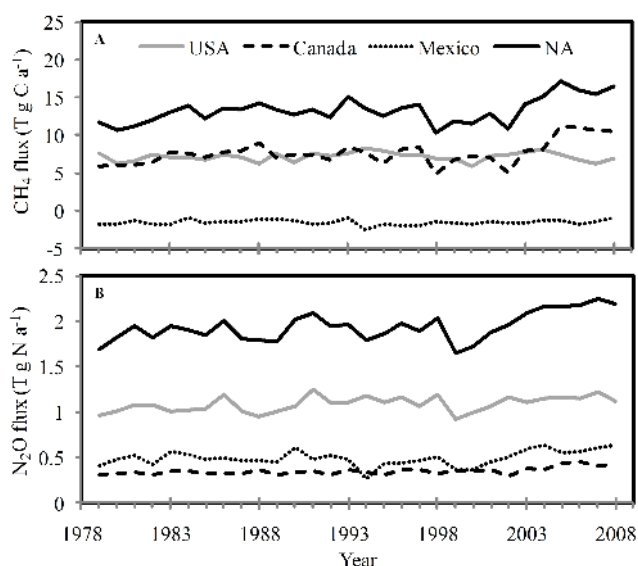 25
20
15
10
5
0
-5
CH₄ flux (T g C a⁻¹)
A
USA Canada Mexico NA
2.5
2
1.5
1
0.5
0
N₂O flux (T g N a⁻¹)
B
1978 1983 1988 1993 1998 2003 2008
Year